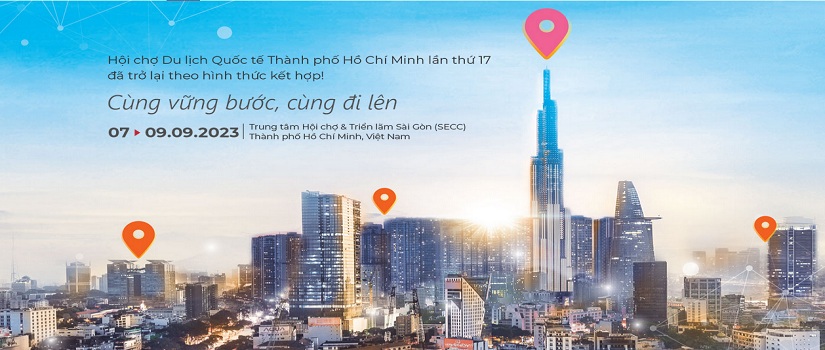 Hội chợ Du lịch Quốc tế Thành phố Hồ Chí Minh lần thứ 17
đã trở lại theo hình thức kết hợp!
Cùng vững bước, cùng đi lên
07 ▸ 09.09.2023
Trung tâm Hội chợ & Triển lãm Sài Gòn (SECC)
Thành phố Hồ Chí Minh, Việt Nam